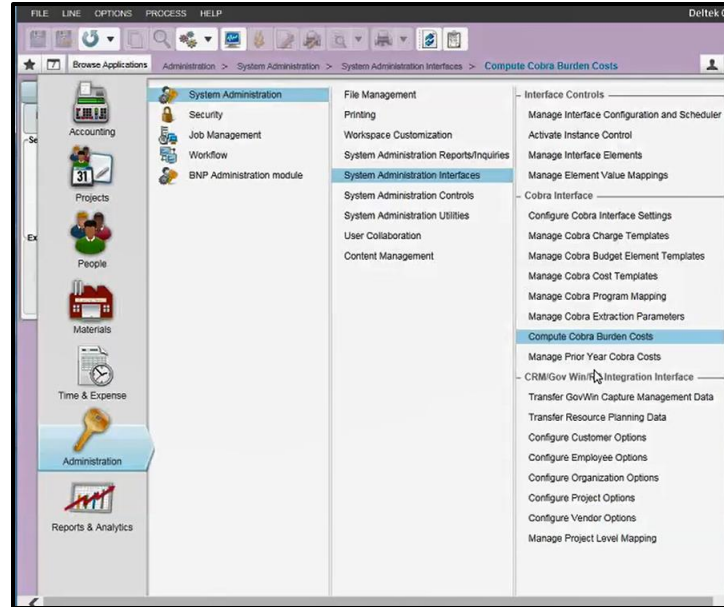 FILE LINE OPTIONS PROCESS HELP Deltek
Browse Applications Administration > System Administration > System Administration Interfaces > Compute Cobra Burden Costs
Accounting
31
Projects
People
Materials
Time & Expense
Administration
Reports & Analytics
System Administration
Security
Job Management
Workflow
BNP Administration module
File Management
Printing
Workspace Customization
System Administration Reports/Inquiries
System Administration Interfaces
System Administration Controls
System Administration Utilities
User Collaboration
Content Management
Interface Controls
Manage Interface Configuration and Scheduler
Activate Instance Control
Manage Interface Elements
Manage Element Value Mappings
Cobra Interface
Configure Cobra Interface Settings
Manage Cobra Charge Templates
Manage Cobra Budget Element Templates
Manage Cobra Cost Templates
Manage Cobra Program Mapping
Manage Cobra Extraction Parameters
Compute Cobra Burden Costs
Manage Prior Year Cobra Costs
CRM/Gov Integration Interface
Transfer GovWin Capture Management Data
Transfer Resource Planning Data
Configure Customer Options
Configure Employee Options
Configure Organization Options
Configure Project Options
Configure Vendor Options
Manage Project Level Mapping